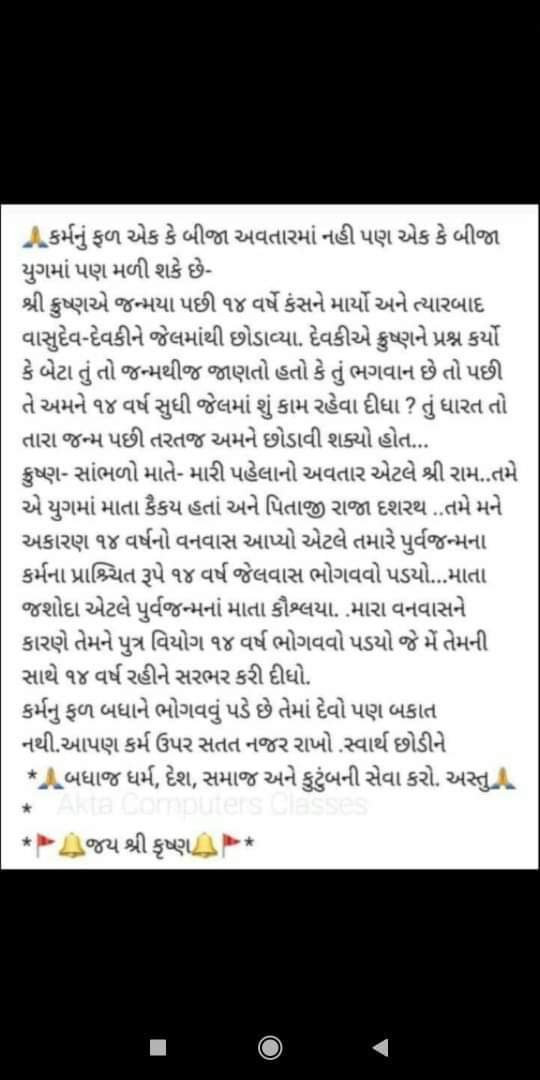 🙏કર્મનું ફળ એક કે બીજા અવતારમાં નહી પણ એક કે બીજા
યુગમાં પણ મળી શકે છે-
શ્રી ક્રુષ્ણએ જન્મયા પછી ૧૪ વર્ષે કંસને માર્યો અને ત્યારબાદ
વાસુદેવ-દેવકીને જેલમાંથી છોડાવ્યા. દેવકીએ ક્રુષ્ણને પ્રશ્ન કર્યો
કે બેટા તું તો જન્મથીજ જાણતો હતો કે તું ભગવાન છે તો પછી
તે અમને ૧૪ વર્ષ સુધી જેલમાં શું કામ રહેવા દીધા ? તું ધારત તો
તારા જન્મ પછી તરતજ અમને છોડાવી શક્યો હોત...
ક્રુષ્ણ- સાંભળો માતે- મારી પહેલાનો અવતાર એટલે શ્રી રામ..તમે
એ યુગમાં માતા કૈકય હતાં અને પિતાજી રાજા દશરથ ..તમે મને
અકારણ ૧૪ વર્ષનો વનવાસ આપ્યો એટલે તમારે પુર્વજન્મના
કર્મના પ્રાશ્ર્ચિત રૂપે ૧૪ વર્ષ જેલવાસ ભોગવવો પડયો...માતા
જશોદા એટલે પુર્વજન્મનાં માતા કૌશ્લયા. .મારા વનવાસને
કારણે તેમને પુત્ર વિયોગ ૧૪ વર્ષ ભોગવવો પડયો જે મેં તેમની
સાથે ૧૪ વર્ષ રહીને સરભર કરી દીધો.
કર્મનુ ફળ બધાને ભોગવવું પડે છે તેમાં દેવો પણ બકાત
નથી.આપણ કર્મ ઉપર સતત નજર રાખો .સ્વાર્થ છોડીને
*🙏બધાજ ધર્મ, દેશ, સમાજ અને કુટુંબની સેવા કરો. અસ્તુ🙏
* Akta Computers Classes
*🚩🔔જય શ્રી કૃષ્ણ🔔🚩*